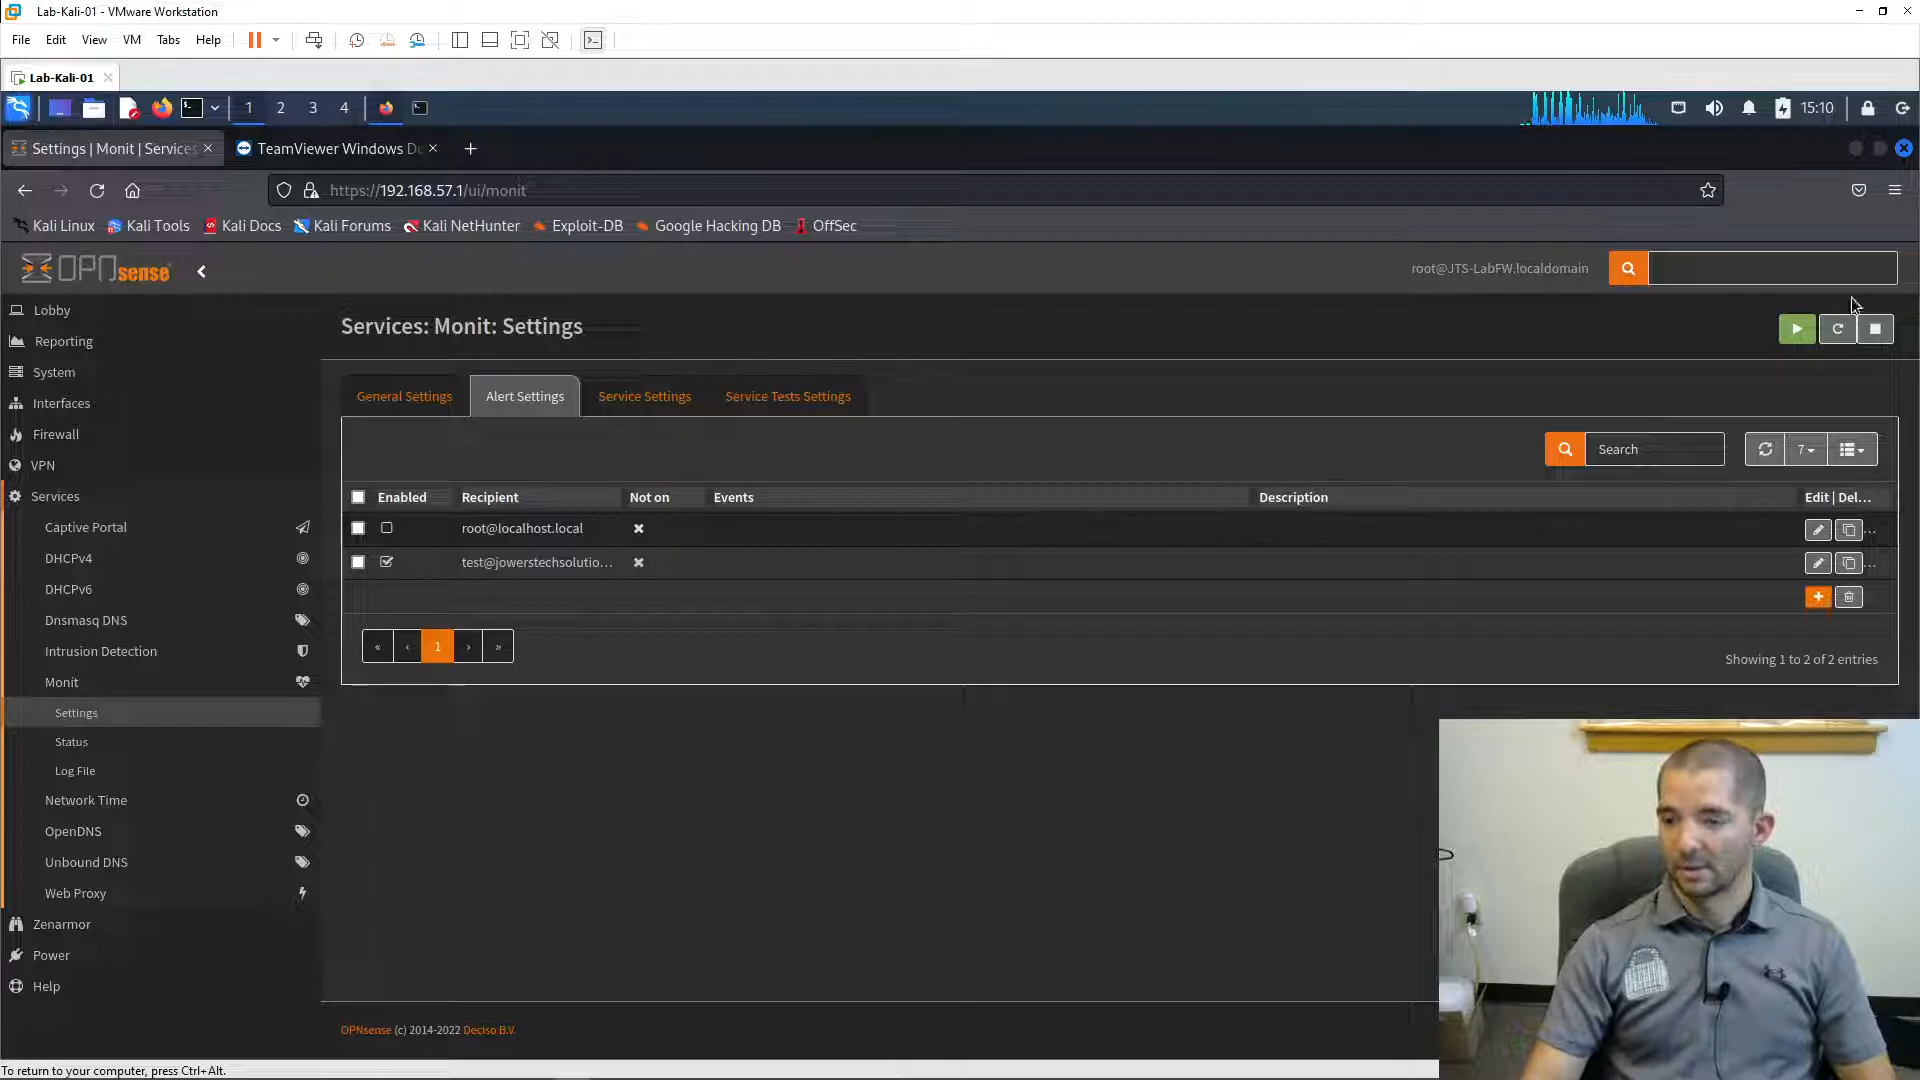 Lab-Kali-01 - VMware Workstation
File Edit View VM Tabs Help
Lab-Kali-01
1 2 3 4 15:10
Settings | Monit | Services TeamViewer Windows Do
https://192.168.57.1/ui/monit
Kali Linux Kali Tools Kali Docs Kali Forums Kali NetHunter Exploit-DB Google Hacking DB OffSec
OPNsense root@JTS-LabFW.localdomain
Lobby
Reporting
System
Interfaces
Firewall
VPN
Services
Captive Portal
DHCPv4
DHCPv6
Dnsmasq DNS
Intrusion Detection
Monit
Settings
Status
Log File
Network Time
OpenDNS
Unbound DNS
Web Proxy
Zenarmor
Power
Help
Services: Monit: Settings
General Settings Alert Settings Service Settings Service Tests Settings
Search 7
Enabled Recipient Not on Events Description Edit | Del...
root@localhost.local ...
test@jowerstechsolutio... ...
« ‹ 1 › »
Showing 1 to 2 of 2 entries
OPNsense (c) 2014-2022 Deciso B.V.
To return to your computer, press Ctrl+Alt.